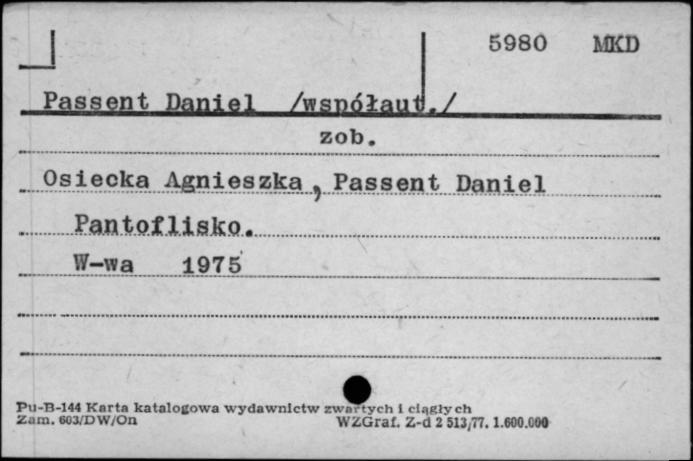 5980 MKD
Passent Daniel /współaut./
zob.
Osiecka Agnieszka, Passent Daniel
Pantoflisko.
W-wa 1975
Pu-B-144 Karta katalogowa wydawnictw zwartych i ciągłych
Zam. 603/DW/On WZGraf. Z-d 2 513/77. 1.600.000